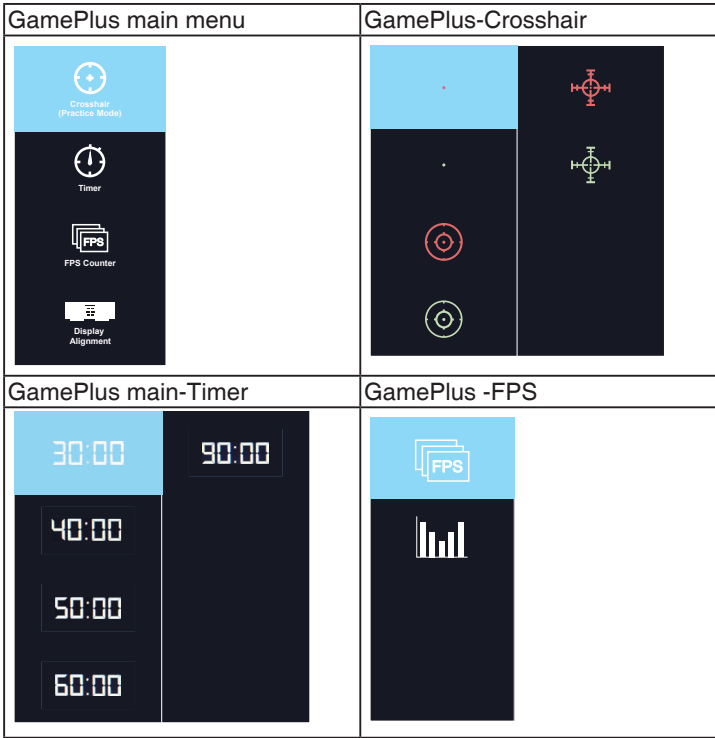 GamePlus main menu
GamePlus-Crosshair
Crosshair
(Practice Mode)
Timer
FPS
FPS Counter
Display
Alignment
GamePlus main-Timer
GamePlus -FPS
30:00
90:00
40:00
50:00
60:00
FPS